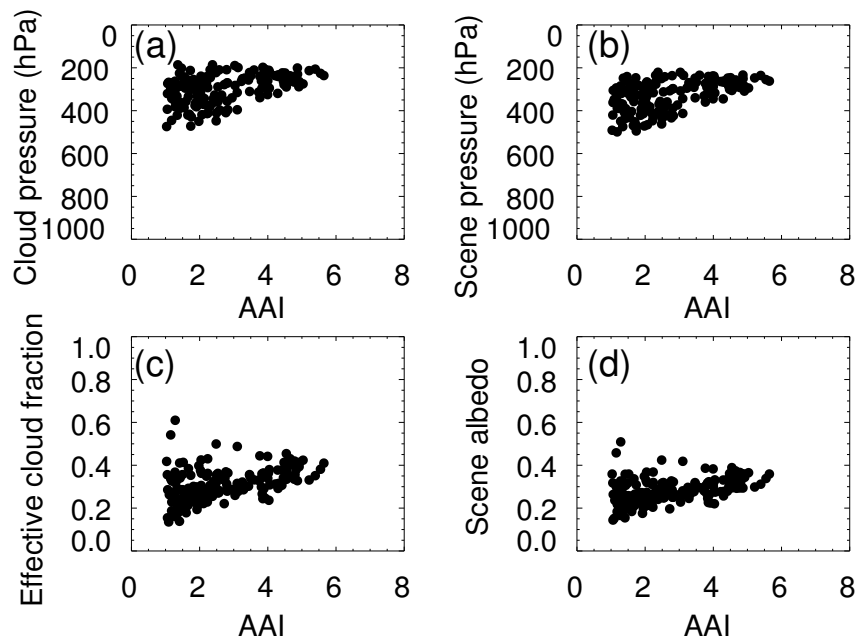 (a)
Cloud pressure (hPa)
0
200
400
600
800
1000
0 2 4 6 8
AAI
(b)
Scene pressure (hPa)
0
200
400
600
800
1000
0 2 4 6 8
AAI
(c)
Effective cloud fraction
1.0
0.8
0.6
0.4
0.2
0.0
0 2 4 6 8
AAI
(d)
Scene albedo
1.0
0.8
0.6
0.4
0.2
0.0
0 2 4 6 8
AAI